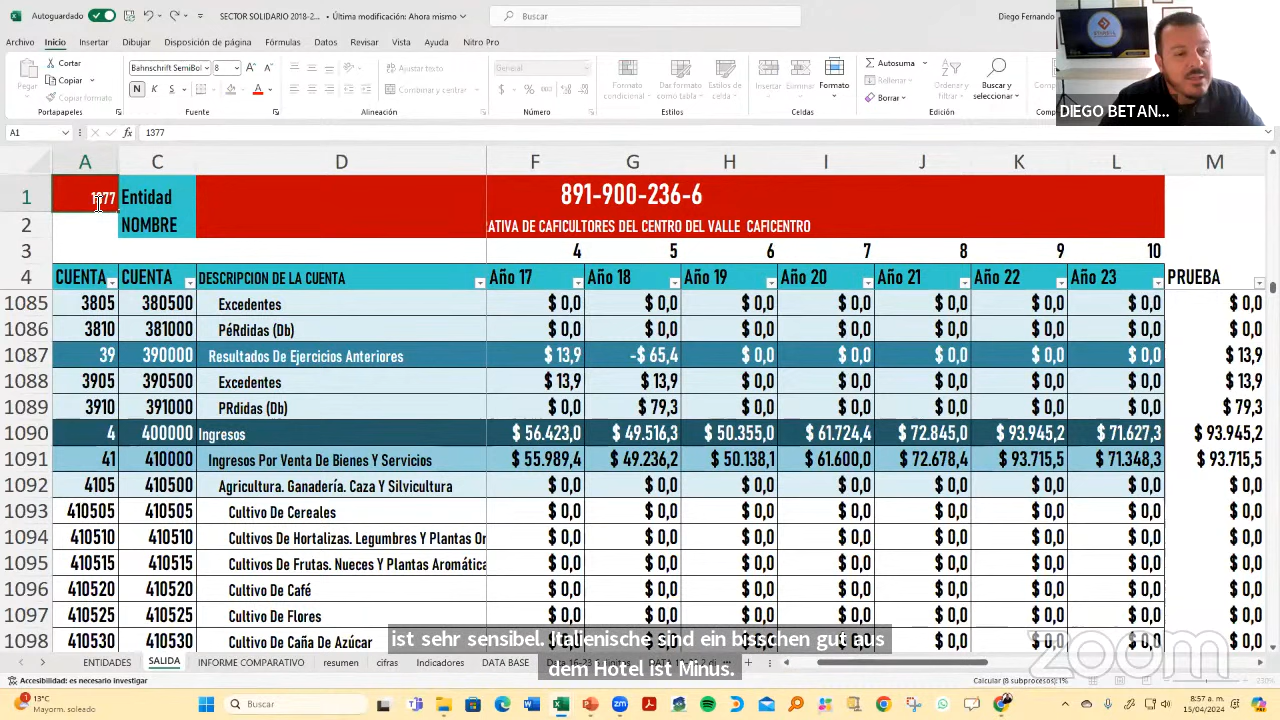 Autoguardado
SECTOR SOLIDARIO 2018-2... • Última modificación: Ahora mismo
Buscar
Diego Fernando
Archivo Inicio Insertar Dibujar Disposición de página Fórmulas Datos Revisar Vista Ayuda Nitro Pro
Pegar
Cortar
Copiar
Copiar formato
Portapapeles
Bahnschrift SemiBol 8
N K S
Fuente
Ajustar texto
Combinar y centrar
Alineación
General
Número
Formato condicional
Dar formato como tabla
Estilos de celda
Estilos
Insertar Eliminar Formato
Celdas
Autosuma
Rellenar
Borrar
Ordenar y filtrar
Buscar y seleccionar
Edición
DIEGO BETAN...
A1 fx 1377
A C D F G H I J K L M
1 1377 Entidad 891-900-236-6
2 NOMBRE ATIVA DE CAFICULTORES DEL CENTRO DEL VALLE CAFICENTRO
3 4 5 6 7 8 9 10
4 CUENTA CUENTA DESCRIPCION DE LA CUENTA Año 17 Año 18 Año 19 Año 20 Año 21 Año 22 Año 23 PRUEBA
1085 3805 380500 Excedentes $ 0,0 $ 0,0 $ 0,0 $ 0,0 $ 0,0 $ 0,0 $ 0,0 $ 0,0
1086 3810 381000 PéRdidas (Db) $ 0,0 $ 0,0 $ 0,0 $ 0,0 $ 0,0 $ 0,0 $ 0,0 $ 0,0
1087 39 390000 Resultados De Ejercicios Anteriores $ 13,9 -$ 65,4 $ 0,0 $ 0,0 $ 0,0 $ 0,0 $ 0,0 $ 13,9
1088 3905 390500 Excedentes $ 13,9 $ 13,9 $ 0,0 $ 0,0 $ 0,0 $ 0,0 $ 0,0 $ 13,9
1089 3910 391000 PRdidas (Db) $ 0,0 $ 79,3 $ 0,0 $ 0,0 $ 0,0 $ 0,0 $ 0,0 $ 79,3
1090 4 400000 Ingresos $ 56.423,0 $ 49.516,3 $ 50.355,0 $ 61.724,4 $ 72.845,0 $ 93.945,2 $ 71.627,3 $ 93.945,2
1091 41 410000 Ingresos Por Venta De Bienes Y Servicios $ 55.989,4 $ 49.236,2 $ 50.138,1 $ 61.600,0 $ 72.678,4 $ 93.715,5 $ 71.348,3 $ 93.715,5
1092 4105 410500 Agricultura. Ganadería. Caza Y Silvicultura $ 0,0 $ 0,0 $ 0,0 $ 0,0 $ 0,0 $ 0,0 $ 0,0 $ 0,0
1093 410505 410505 Cultivo De Cereales $ 0,0 $ 0,0 $ 0,0 $ 0,0 $ 0,0 $ 0,0 $ 0,0 $ 0,0
1094 410510 410510 Cultivos De Hortalizas. Legumbres Y Plantas Or $ 0,0 $ 0,0 $ 0,0 $ 0,0 $ 0,0 $ 0,0 $ 0,0 $ 0,0
1095 410515 410515 Cultivos De Frutas. Nueces Y Plantas Aromática $ 0,0 $ 0,0 $ 0,0 $ 0,0 $ 0,0 $ 0,0 $ 0,0 $ 0,0
1096 410520 410520 Cultivo De Café $ 0,0 $ 0,0 $ 0,0 $ 0,0 $ 0,0 $ 0,0 $ 0,0 $ 0,0
1097 410525 410525 Cultivo De Flores $ 0,0 $ 0,0 $ 0,0 $ 0,0 $ 0,0 $ 0,0 $ 0,0 $ 0,0
1098 410530 410530 Cultivo De Caña De Azúcar $ 0,0 $ 0,0 $ 0,0 $ 0,0 $ 0,0 $ 0,0 $ 0,0 $ 0,0
ist sehr sensibel. Italienische sind ein bisschen gut aus
dem Hotel ist Minus.
zoom
ENTIDADES SALIDA INFORME COMPARATIVO resumen cifras Indicadores DATA BASE
Accesibilidad: es necesario investigar
Calcular (8 subprocesos):1%
230%
13°C
Mayorm. soleado
Buscar
8:57 a. m.
15/04/2024